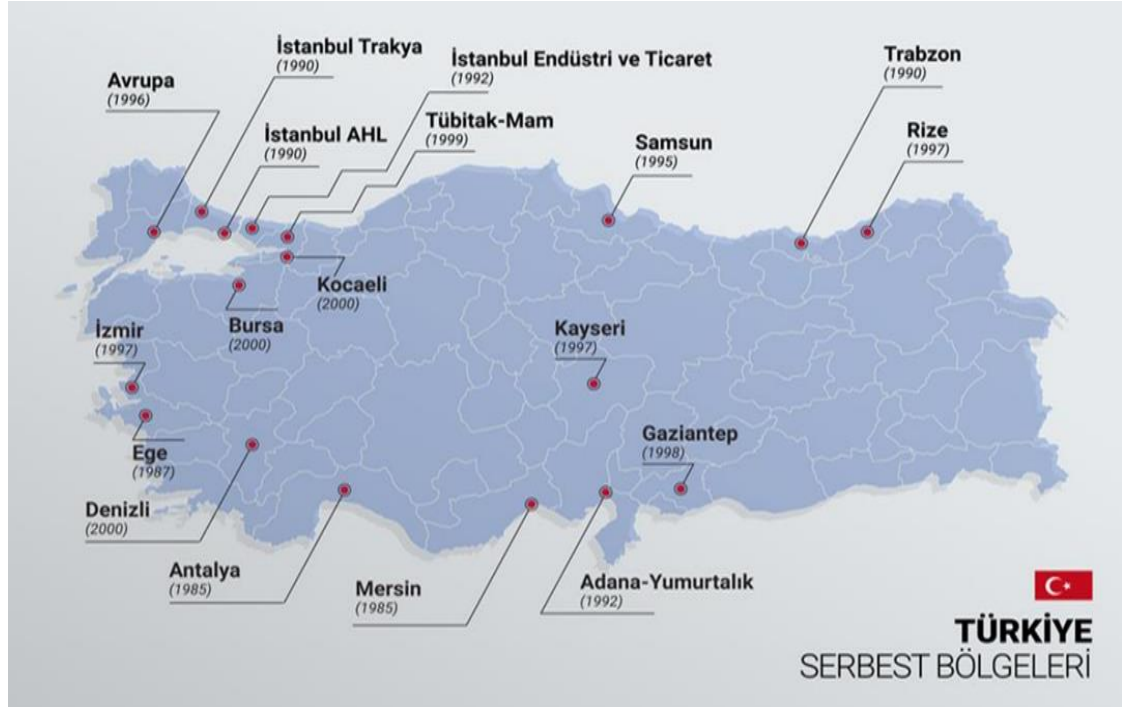 İstanbul Trakya
(1990)
İstanbul Endüstri ve Ticaret
(1992)
Trabzon
(1990)
Avrupa
(1996)
Tübitak-Mam
(1999)
İstanbul AHL
(1990)
Samsun
(1995)
Rize
(1997)
Kocaeli
(2000)
Bursa
(2000)
İzmir
(1997)
Kayseri
(1997)
Ege
(1987)
Gaziantep
(1998)
Denizli
(2000)
Antalya
(1985)
Mersin
(1985)
Adana-Yumurtalık
(1992)
TÜRKİYE
SERBEST BÖLGELERİ